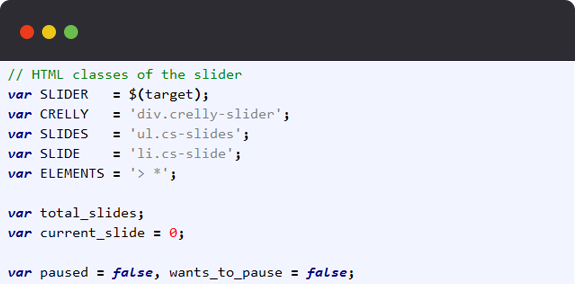 // HTML classes of the slider
var SLIDER   = $(target);
var CRELLY   = 'div.crelly-slider';
var SLIDES   = 'ul.cs-slides';
var SLIDE    = 'li.cs-slide';
var ELEMENTS = '> *';

var total_slides;
var current_slide = 0;

var paused = false, wants_to_pause = false;